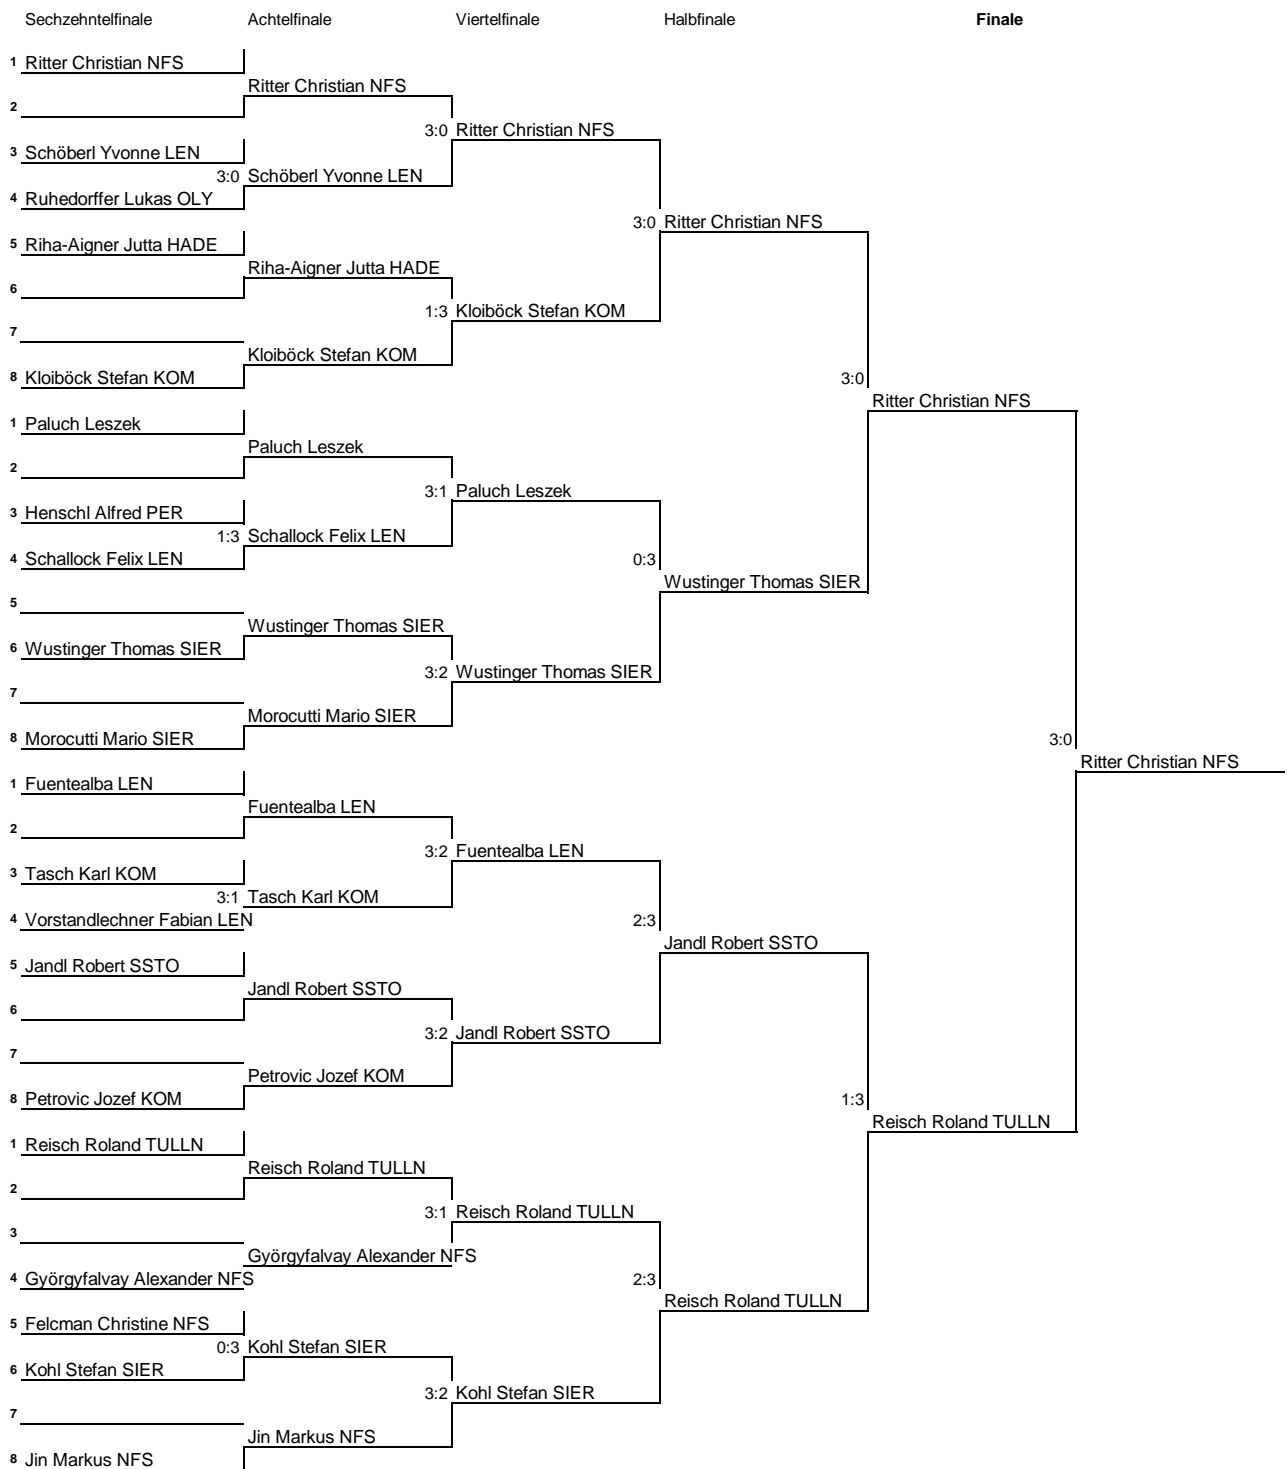 Sechzehntelfinale Achtelfinale Viertelfinale Halbfinale Finale
1 Ritter Christian NFS
Ritter Christian NFS
2
3:0 Ritter Christian NFS
3 Schöberl Yvonne LEN
3:0 Schöberl Yvonne LEN
4 Ruhedorffer Lukas OLY
3:0 Ritter Christian NFS
5 Riha-Aigner Jutta HADE
Riha-Aigner Jutta HADE
6
1:3 Kloiböck Stefan KOM
7
Kloiböck Stefan KOM
8 Kloiböck Stefan KOM
3:0
Ritter Christian NFS
1 Paluch Leszek
Paluch Leszek
2
3:1 Paluch Leszek
3 Henschl Alfred PER
1:3 Schallock Felix LEN
4 Schallock Felix LEN
0:3
Wustinger Thomas SIER
5
Wustinger Thomas SIER
6 Wustinger Thomas SIER
3:2 Wustinger Thomas SIER
7
Morocutti Mario SIER
8 Morocutti Mario SIER
3:0
Ritter Christian NFS
1 Fuentealba LEN
Fuentealba LEN
2
3:2 Fuentealba LEN
3 Tasch Karl KOM
3:1 Tasch Karl KOM
4 Vorstandlechner Fabian LEN
2:3
Jandl Robert SSTO
5 Jandl Robert SSTO
Jandl Robert SSTO
6
3:2 Jandl Robert SSTO
7
Petrovic Jozef KOM
8 Petrovic Jozef KOM
1:3
Reisch Roland TULLN
1 Reisch Roland TULLN
Reisch Roland TULLN
2
3:1 Reisch Roland TULLN
3
Györgyfalvay Alexander NFS
4 Györgyfalvay Alexander NFS
2:3
Reisch Roland TULLN
5 Felcman Christine NFS
0:3 Kohl Stefan SIER
6 Kohl Stefan SIER
3:2 Kohl Stefan SIER
7
Jin Markus NFS
8 Jin Markus NFS